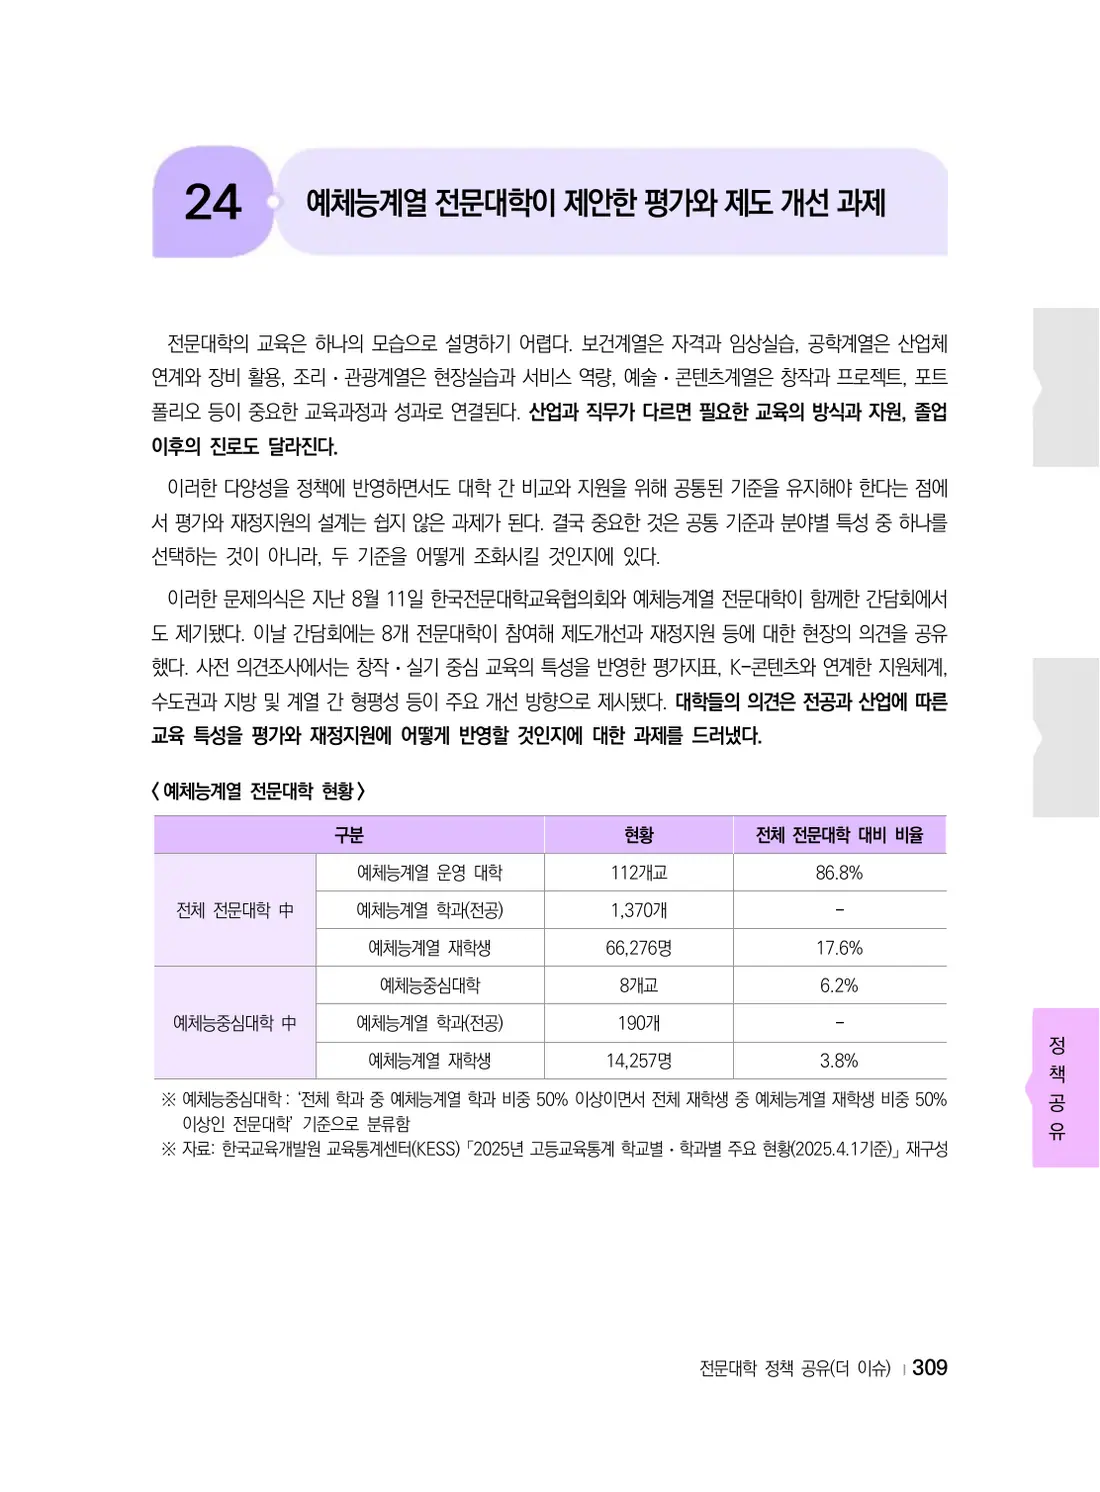 24
예체능계열 전문대학이 제안한 평가와 제도 개선 과제
전문대학의 교육은 하나의 모습으로 설명하기 어렵다. 보건계열은 자격과 임상실습, 공학계열은 산업체
연계와 장비 활용, 조리·관광계열은 현장실습과 서비스 역량, 예술·콘텐츠계열은 창작과 프로젝트, 포트
폴리오 등이 중요한 교육과정과 성과로 연결된다. 산업과 직무가 다르면 필요한 교육의 방식과 자원, 졸업
이후의 진로도 달라진다.
이러한 다양성을 정책에 반영하면서도 대학 간 비교와 지원을 위해 공통된 기준을 유지해야 한다는 점에
서 평가와 재정지원의 설계는 쉽지 않은 과제가 된다. 결국 중요한 것은 공통 기준과 분야별 특성 중 하나를
선택하는 것이 아니라, 두 기준을 어떻게 조화시킬 것인지에 있다.
이러한 문제의식은 지난 8월 11일 한국전문대학교육협의회와 예체능계열 전문대학이 함께한 간담회에서
도 제기됐다. 이날 간담회에는 8개 전문대학이 참여해 제도개선과 재정지원 등에 대한 현장의 의견을 공유
했다. 사전 의견조사에서는 창작·실기 중심 교육의 특성을 반영한 평가지표, K-콘텐츠와 연계한 지원체계,
수도권과 지방 및 계열 간 형평성 등이 주요 개선 방향으로 제시됐다. 대학들의 의견은 전공과 산업에 따른
교육 특성을 평가와 재정지원에 어떻게 반영할 것인지에 대한 과제를 드러냈다.
〈 예체능계열 전문대학 현황 〉
구분 현황 전체 전문대학 대비 비율
전체 전문대학 中 예체능계열 운영 대학 112개교 86.8%
예체능계열 학과(전공) 1,370개 -
예체능계열 재학생 66,276명 17.6%
예체능중심대학 中 예체능중심대학 8개교 6.2%
예체능계열 학과(전공) 190개 -
예체능계열 재학생 14,257명 3.8%
※ 예체능중심대학 : '전체 학과 중 예체능계열 학과 비중 50% 이상이면서 전체 재학생 중 예체능계열 재학생 비중 50%
이상인 전문대학' 기준으로 분류함
※ 자료: 한국교육개발원 교육통계센터(KESS) 「2025년 고등교육통계 학교별·학과별 주요 현황(2025.4.1기준)」 재구성
정
책
공
유
전문대학 정책 공유(더 이슈) | 309